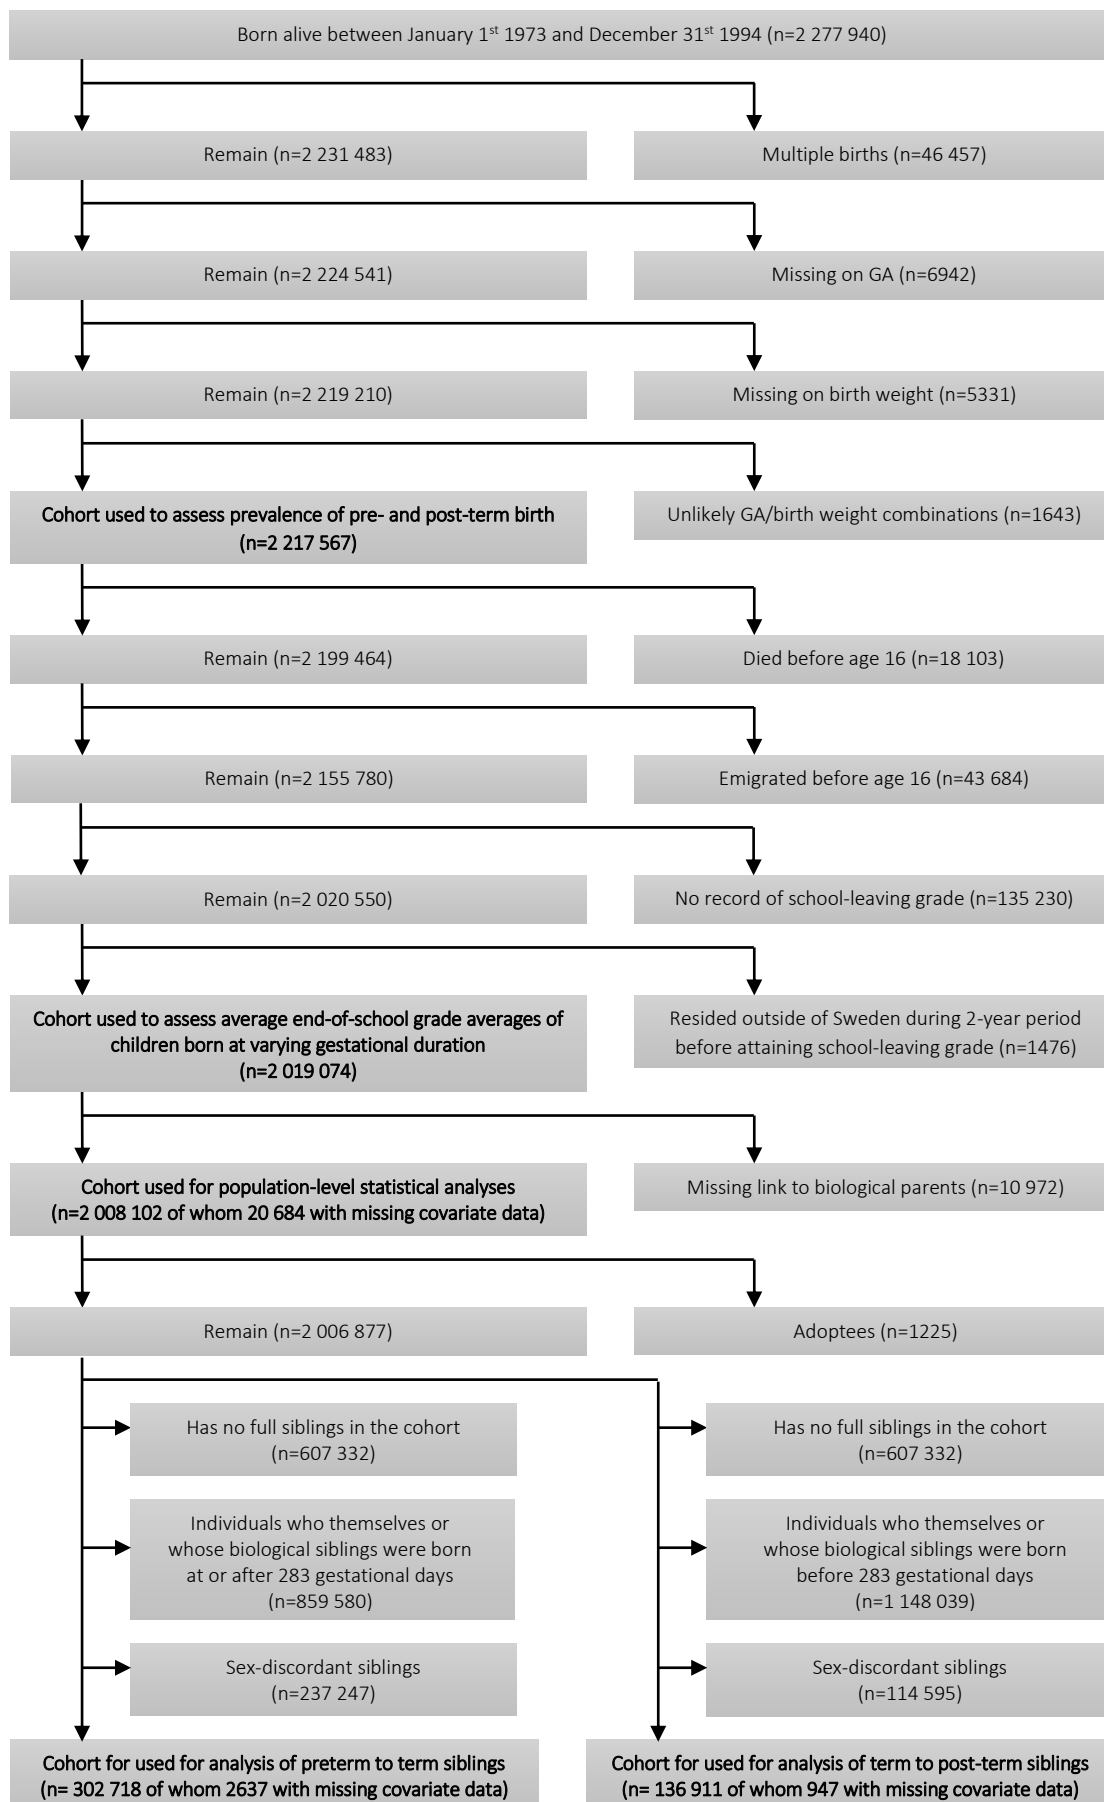 Born alive between January 1st 1973 and December 31st 1994 (n=2 277 940)
Remain (n=2 231 483)
Multiple births (n=46 457)
Remain (n=2 224 541)
Missing on GA (n=6942)
Remain (n=2 219 210)
Missing on birth weight (n=5331)
Cohort used to assess prevalence of pre- and post-term birth
(n=2 217 567)
Unlikely GA/birth weight combinations (n=1643)
Remain (n=2 199 464)
Died before age 16 (n=18 103)
Remain (n=2 155 780)
Emigrated before age 16 (n=43 684)
Remain (n=2 020 550)
No record of school-leaving grade (n=135 230)
Cohort used to assess average end-of-school grade averages of
children born at varying gestational duration
(n=2 019 074)
Resided outside of Sweden during 2-year period
before attaining school-leaving grade (n=1476)
Cohort used for population-level statistical analyses
(n=2 008 102 of whom 20 684 with missing covariate data)
Missing link to biological parents (n=10 972)
Remain (n=2 006 877)
Adoptees (n=1225)
Has no full siblings in the cohort
(n=607 332)
Individuals who themselves or
whose biological siblings were born
at or after 283 gestational days
(n=859 580)
Sex-discordant siblings
(n=237 247)
Cohort for used for analysis of preterm to term siblings
(n= 302 718 of whom 2637 with missing covariate data)
Has no full siblings in the cohort
(n=607 332)
Individuals who themselves or
whose biological siblings were born
before 283 gestational days
(n=1 148 039)
Sex-discordant siblings
(n=114 595)
Cohort for used for analysis of term to post-term siblings
(n= 136 911 of whom 947 with missing covariate data)